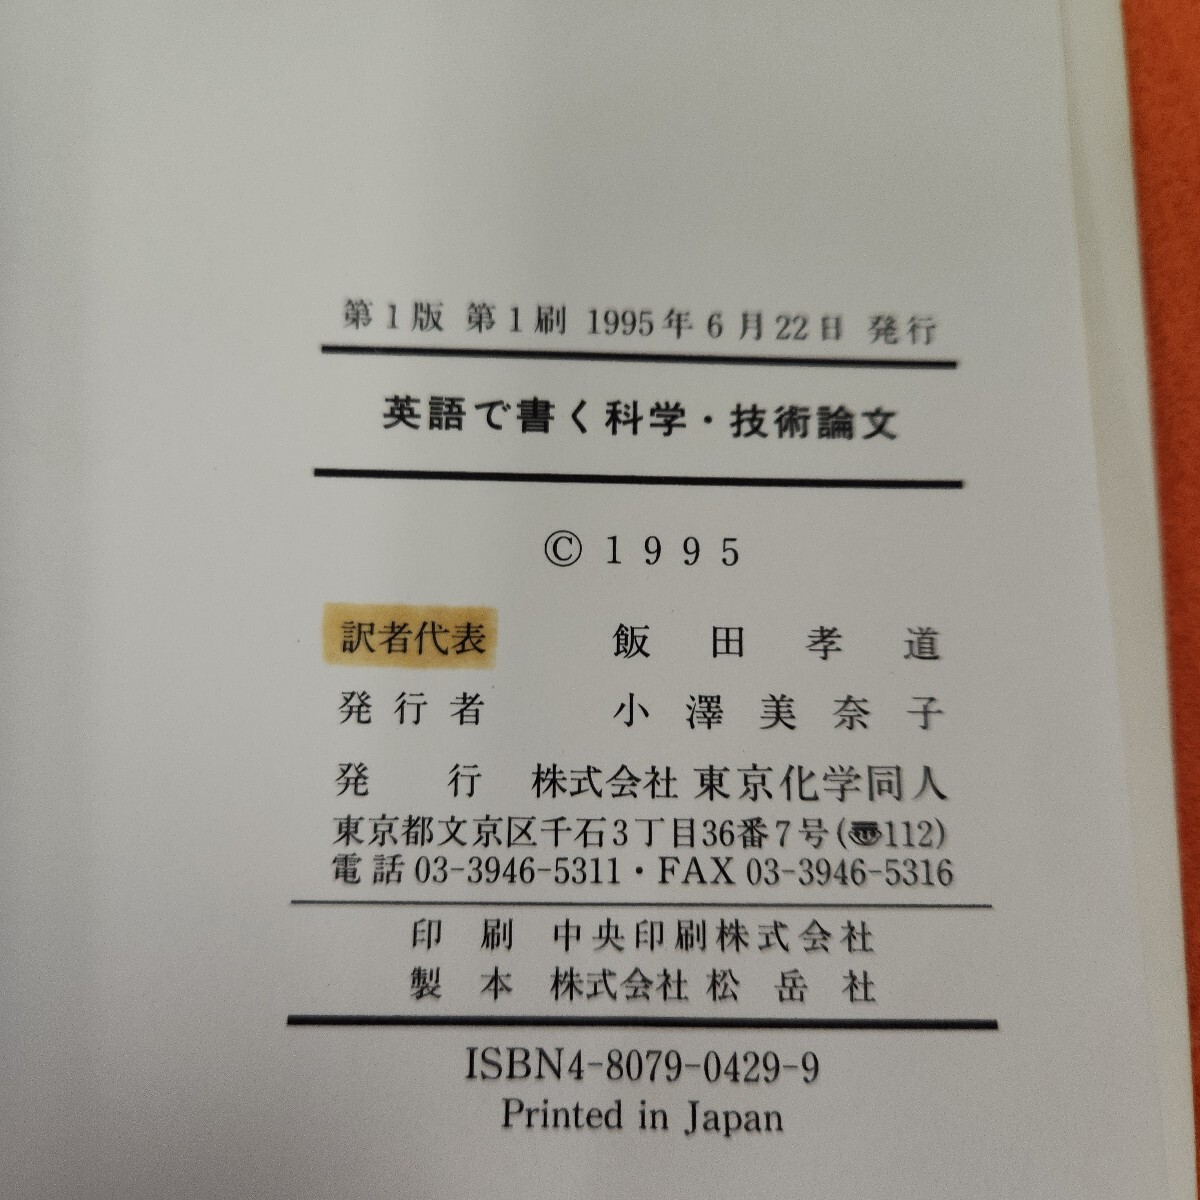 第1版 第1刷 1995年6月22日 発行
英語で書く科学・技術論文
© 1995
訳者代表 飯田孝道
発行者 小澤美奈子
発行 株式会社 東京化学同人
東京都文京区千石3丁目36番7号(〠112)
電話 03-3946-5311・FAX 03-3946-5316
印刷 中央印刷株式会社
製本 株式会社 松岳社
ISBN4-8079-0429-9
Printed in Japan